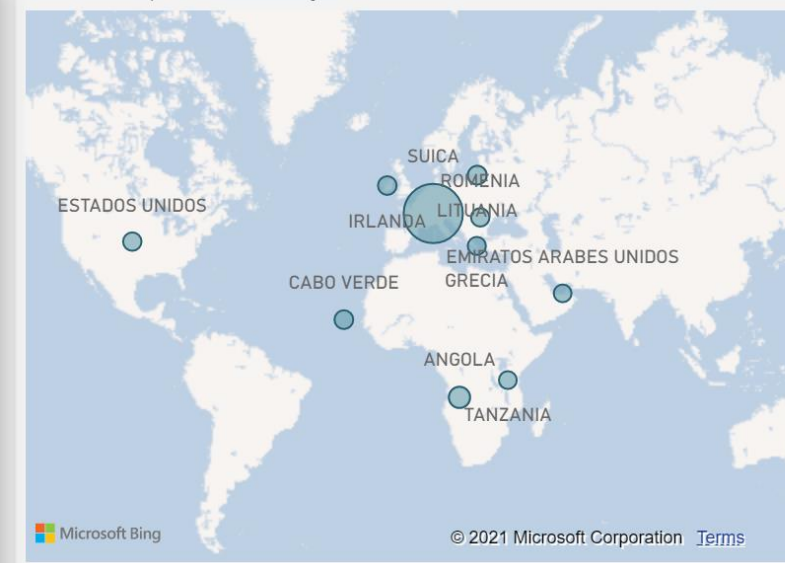 SUICA
ROMENIA
ESTADOS UNIDOS
LITUANIA
IRLANDA
EMIRATOS ARABES UNIDOS
CABO VERDE
GRECIA
ANGOLA
TANZANIA
Microsoft Bing
© 2021 Microsoft Corporation Terms